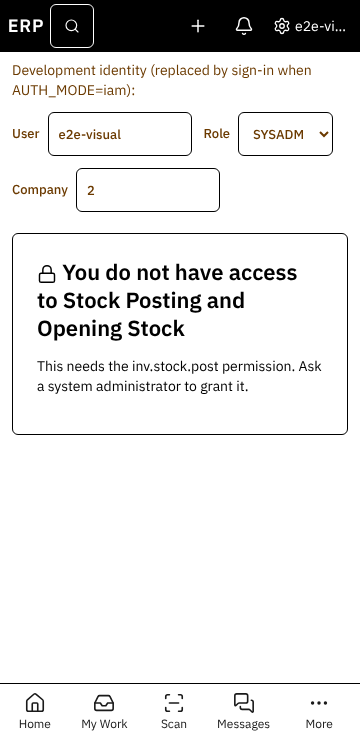 ERP
e2e-vi...
Development identity (replaced by sign-in when
AUTH_MODE=iam):
User e2e-visual Role SYSADM
Company 2
You do not have access
to Stock Posting and
Opening Stock
This needs the inv.stock.post permission. Ask
a system administrator to grant it.
Home My Work Scan Messages More